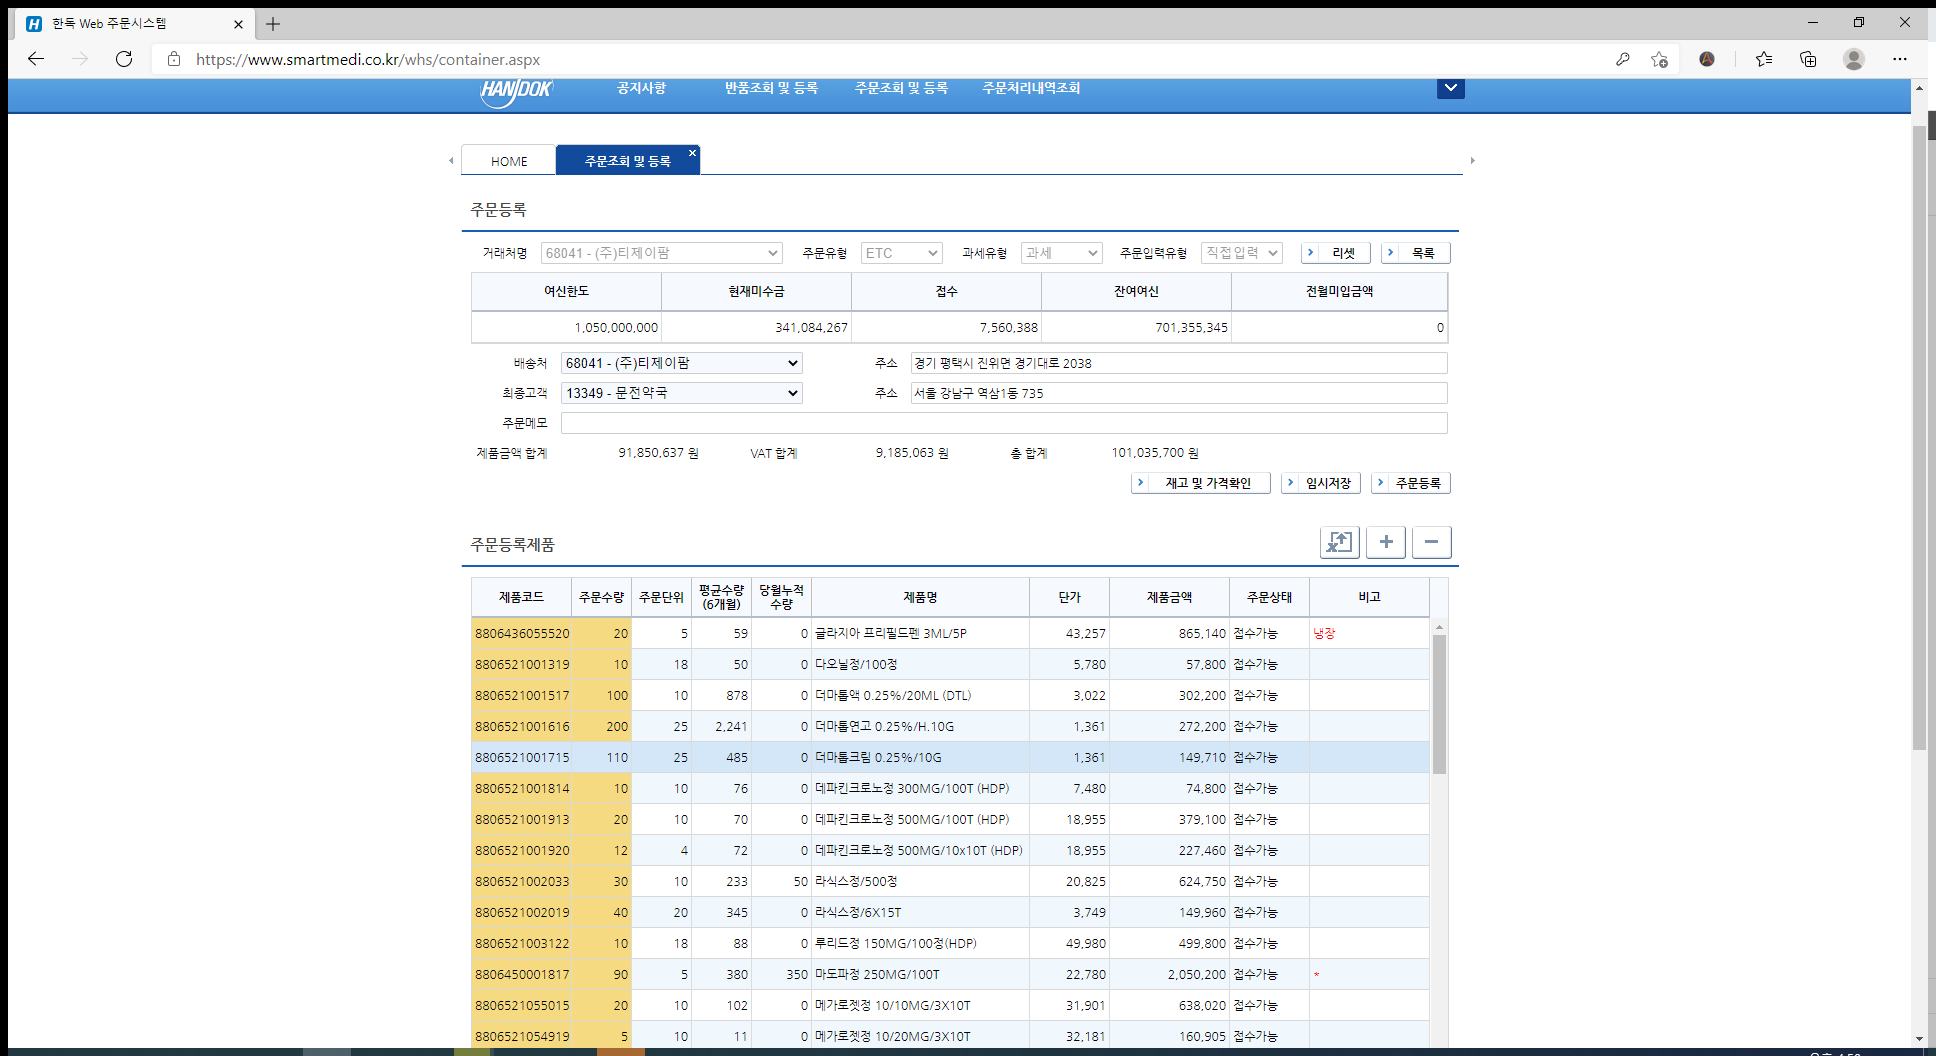 한독 Web 주문시스템
https://www.smartmedi.co.kr/whs/container.aspx
HANDOK 공지사항 반품조회 및 등록 주문조회 및 등록 주문처리내역조회
HOME 주문조회 및 등록
주문등록
거래처명 68041 - (주)티제이팜 주문유형 ETC 과세유형 과세 주문입력유형 직접입력 리셋 목록
여신한도 현재미수금 접수 잔여여신 전월미입금액
1,050,000,000 341,084,267 7,560,388 701,355,345 0
배송처 68041 - (주)티제이팜 주소 경기 평택시 진위면 경기대로 2038
최종고객 13349 - 문전약국 주소 서울 강남구 역삼1동 735
주문메모
제품금액 합계 91,850,637 원 VAT 합계 9,185,063 원 총 합계 101,035,700 원
재고 및 가격확인 임시저장 주문등록
주문등록제품
제품코드 주문수량 주문단위 평균수량 (6개월) 당월누적 수량 제품명 단가 제품금액 주문상태 비고
8806436055520 20 5 59 0 글라지아 프리필드펜 3ML/5P 43,257 865,140 접수가능 냉장
8806521001319 10 18 50 0 다오닐정/100정 5,780 57,800 접수가능
8806521001517 100 10 878 0 더마톱액 0.25%/20ML (DTL) 3,022 302,200 접수가능
8806521001616 200 25 2,241 0 더마톱연고 0.25%/H.10G 1,361 272,200 접수가능
8806521001715 110 25 485 0 더마톱크림 0.25%/10G 1,361 149,710 접수가능
8806521001814 10 10 76 0 데파킨크로노정 300MG/100T (HDP) 7,480 74,800 접수가능
8806521001913 20 10 70 0 데파킨크로노정 500MG/100T (HDP) 18,955 379,100 접수가능
8806521001920 12 4 72 0 데파킨크로노정 500MG/10x10T (HDP) 18,955 227,460 접수가능
8806521002033 30 10 233 50 라식스정/500정 20,825 624,750 접수가능
8806521002019 40 20 345 0 라식스정/6X15T 3,749 149,960 접수가능
8806521003122 10 18 88 0 루리드정 150MG/100정(HDP) 49,980 499,800 접수가능
8806450001817 90 5 380 350 마도파정 250MG/100T 22,780 2,050,200 접수가능 *
8806521055015 20 10 102 0 메가로젯정 10/10MG/3X10T 31,901 638,020 접수가능
8806521054919 5 10 11 0 메가로젯정 10/20MG/3X10T 32,181 160,905 접수가능